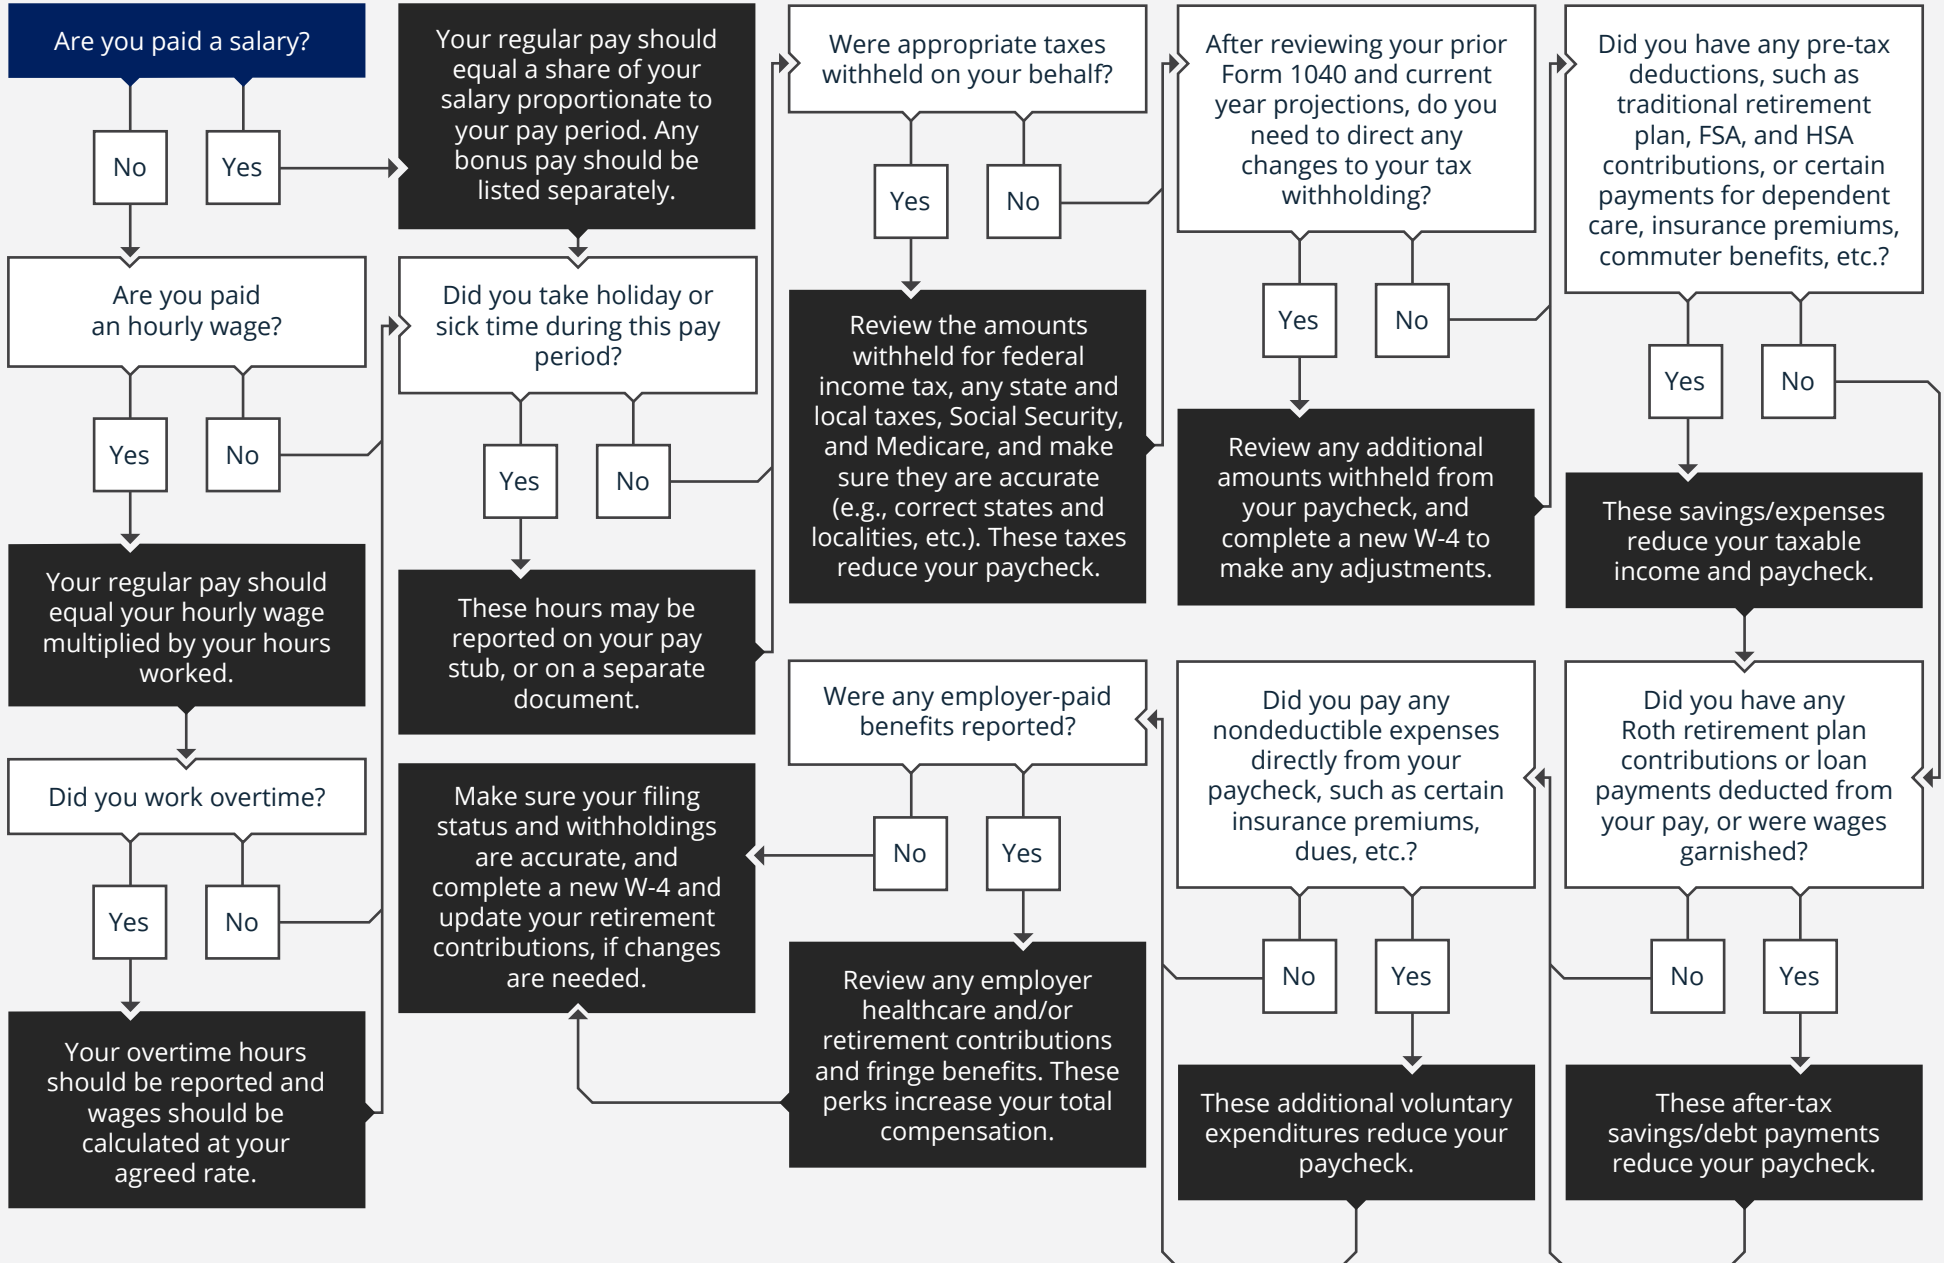 Are you paid a salary?
No
Yes
Are you paid
an hourly wage?
Yes
No
Your regular pay should
equal your hourly wage
multiplied by your hours
worked.
Did you work overtime?
Yes
No
Your overtime hours
should be reported and
wages should be
calculated at your
agreed rate.
Your regular pay should
equal a share of your
salary proportionate to
your pay period. Any
bonus pay should be
listed separately.
Did you take holiday or
sick time during this pay
period?
Yes
No
These hours may be
reported on your pay
stub, or on a separate
document.
Were appropriate taxes
withheld on your behalf?
Yes
No
Review the amounts
withheld for federal
income tax, any state and
local taxes, Social Security,
and Medicare, and make
sure they are accurate
(e.g., correct states and
localities, etc.). These taxes
reduce your paycheck.
After reviewing your prior
Form 1040 and current
year projections, do you
need to direct any
changes to your tax
withholding?
Yes
No
Review any additional
amounts withheld from
your paycheck, and
complete a new W-4 to
make any adjustments.
Did you have any pre-tax
deductions, such as
traditional retirement
plan, FSA, and HSA
contributions, or certain
payments for dependent
care, insurance premiums,
commuter benefits, etc.?
Yes
No
These savings/expenses
reduce your taxable
income and paycheck.
Did you have any
Roth retirement plan
contributions or loan
payments deducted from
your pay, or were wages
garnished?
No
Yes
These after-tax
savings/debt payments
reduce your paycheck.
Did you pay any
nondeductible expenses
directly from your
paycheck, such as certain
insurance premiums,
dues, etc.?
No
Yes
These additional voluntary
expenditures reduce your
paycheck.
Were any employer-paid
benefits reported?
No
Yes
Review any employer
healthcare and/or
retirement contributions
and fringe benefits. These
perks increase your total
compensation.
Make sure your filing
status and withholdings
are accurate, and
complete a new W-4 and
update your retirement
contributions, if changes
are needed.